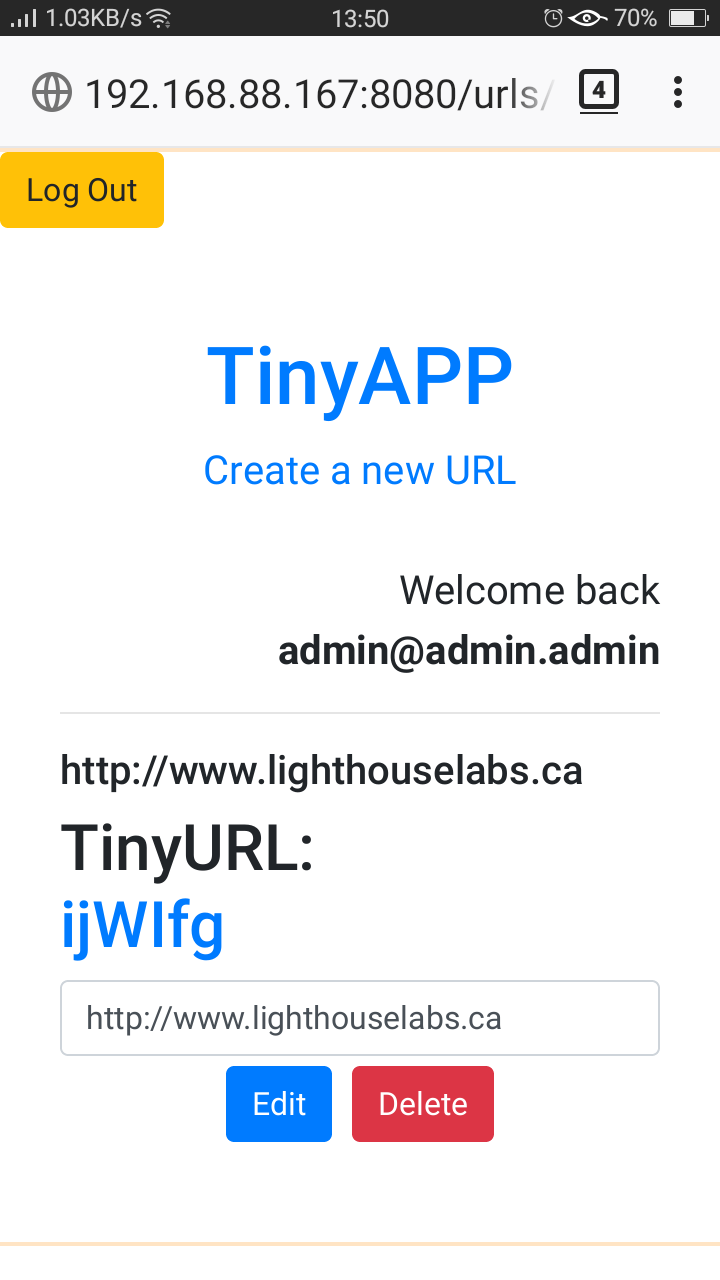 1.03KB/s 13:50 70%
192.168.88.167:8080/urls/ 4
Log Out
TinyAPP
Create a new URL
Welcome back
admin@admin.admin
http://www.lighthouselabs.ca
TinyURL:
ijWIfg
http://www.lighthouselabs.ca
Edit Delete